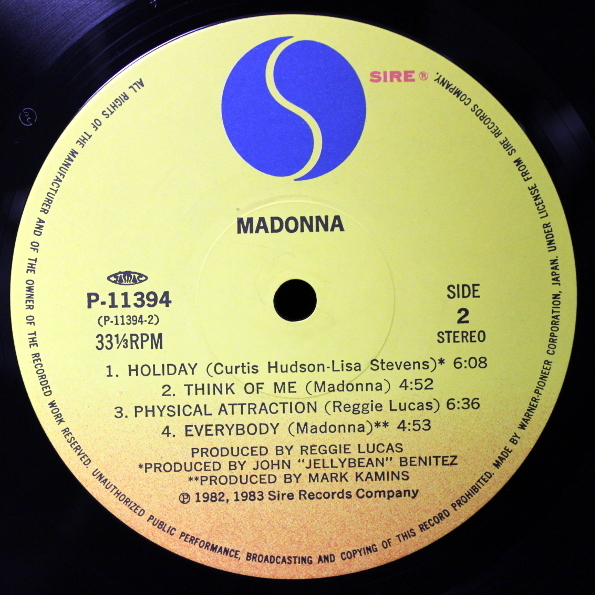 SIRE ®
MADONNA
JASRAC
P-11394
(P-11394-2)
33⅓RPM
SIDE
2
STEREO
1. HOLIDAY (Curtis Hudson-Lisa Stevens)* 6:08
2. THINK OF ME (Madonna) 4:52
3. PHYSICAL ATTRACTION (Reggie Lucas) 6:36
4. EVERYBODY (Madonna)** 4:53
PRODUCED BY REGGIE LUCAS
*PRODUCED BY JOHN "JELLYBEAN" BENITEZ
**PRODUCED BY MARK KAMINS
Ⓟ 1982, 1983 Sire Records Company
ALL RIGHTS OF THE MANUFACTURER AND OF THE OWNER OF THE RECORDED WORK RESERVED. UNAUTHORIZED PUBLIC PERFORMANCE, BROADCASTING AND COPYING OF THIS RECORD PROHIBITED. MADE BY WARNER-PIONEER CORPORATION, JAPAN. UNDER LICENSE FROM SIRE RECORDS COMPANY.